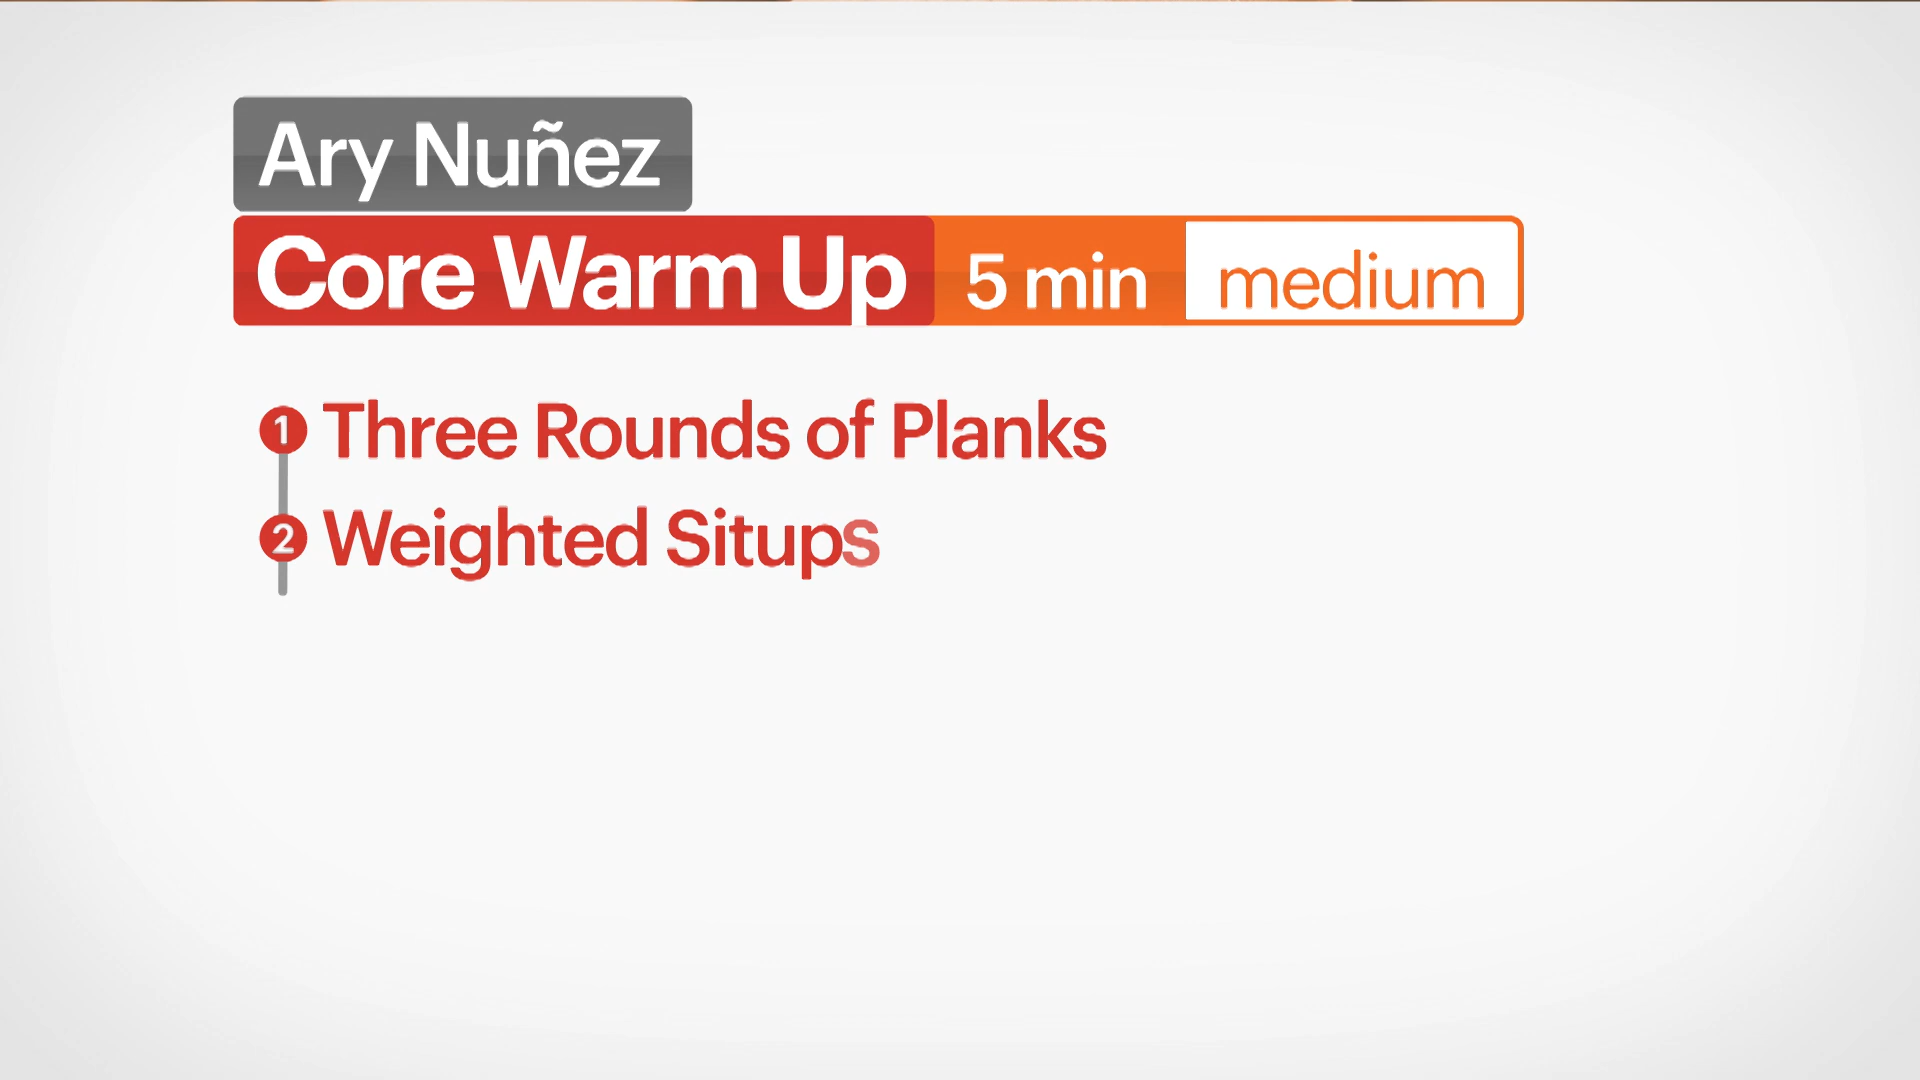 Ary Nuñez
Core Warm Up 5 min medium
1 Three Rounds of Planks
2 Weighted Situps